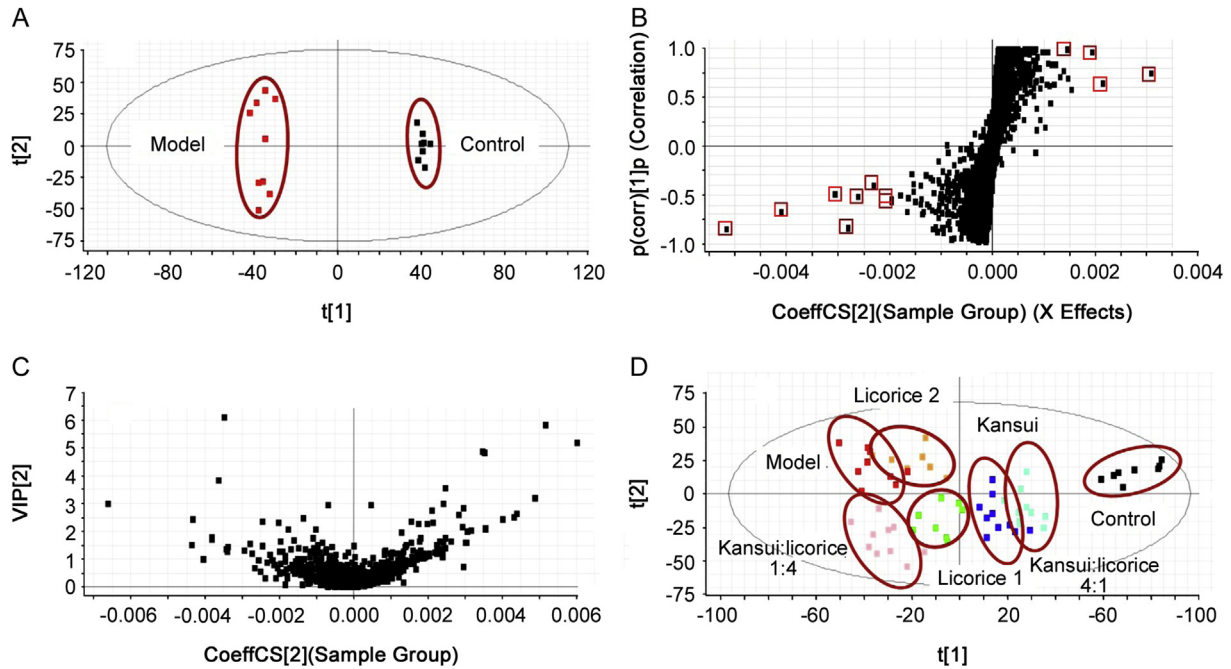 A
75
50
25
0
-25
-50
-75
t[2]
Model
Control
-120
-80
-40
0
40
80
120
t[1]
B
1.0
0.5
0.0
-0.5
-1.0
p(corr)[1]p (Correlation)
-0.004
-0.002
0.000
0.002
0.004
CoeffCS[2](Sample Group) (X Effects)
C
7
6
5
4
3
2
1
0
VIP[2]
-0.006
-0.004
-0.002
0.000
0.002
0.004
0.006
CoeffCS[2](Sample Group)
D
75
50
25
0
-25
-50
-75
t[2]
Licorice 2
Kansui
Model
Control
Kansui:licorice
1:4
Licorice 1
Kansui:licorice
4:1
-100
-60
-20
20
60
-100
t[1]